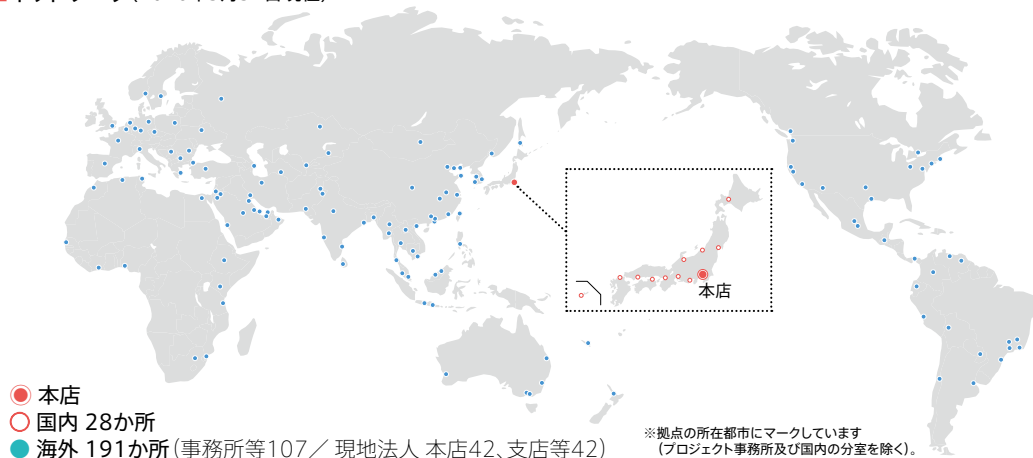 本店
本店
国内 28か所
海外 191か所(事務所等107/ 現地法人 本店42、支店等42)
※拠点の所在都市にマークしています
(プロジェクト事務所及び国内の分室を除く)。